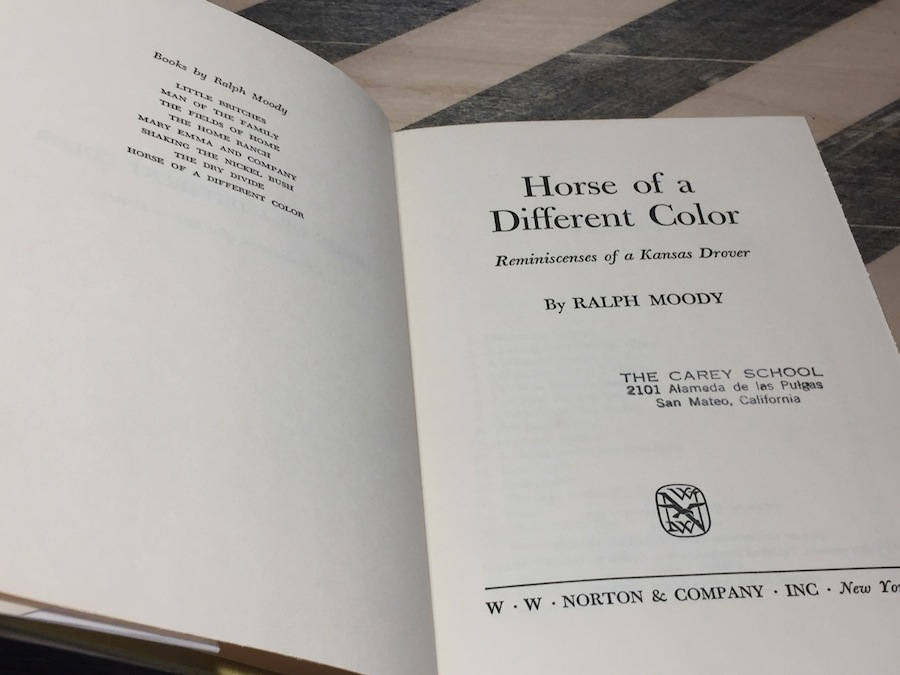 Books by Ralph Moody
LITTLE BRITCHES
MAN OF THE FAMILY
THE FIELDS OF HOME
THE HOME RANCH
MARY EMMA AND COMPANY
SHAKING THE NICKEL BUSH
THE DRY DIVIDE
HORSE OF A DIFFERENT COLOR
Horse of a
Different Color
Reminiscenses of a Kansas Drover
By RALPH MOODY
THE CAREY SCHOOL
2101 Alameda de las Pulgas
San Mateo, California
W · W · NORTON & COMPANY · INC · New